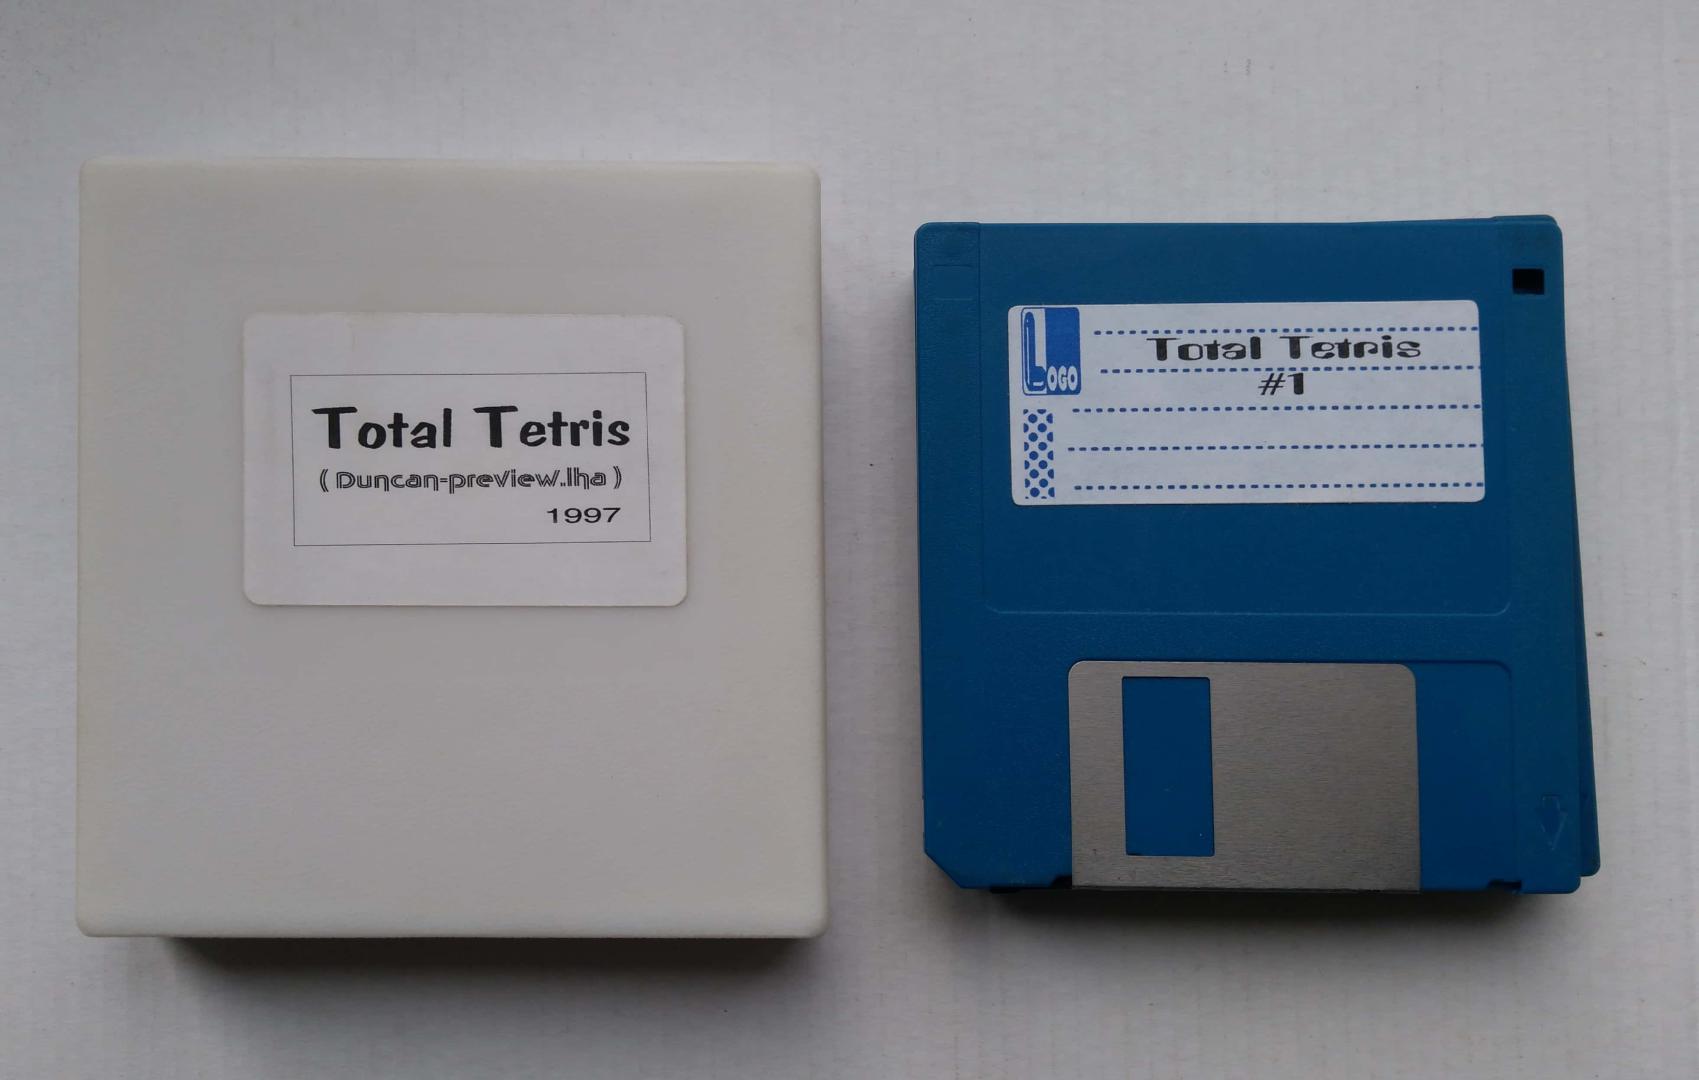 Total Tetris
( Duncan-preview.lha )
1997
LOGO
Total Tetris
#1